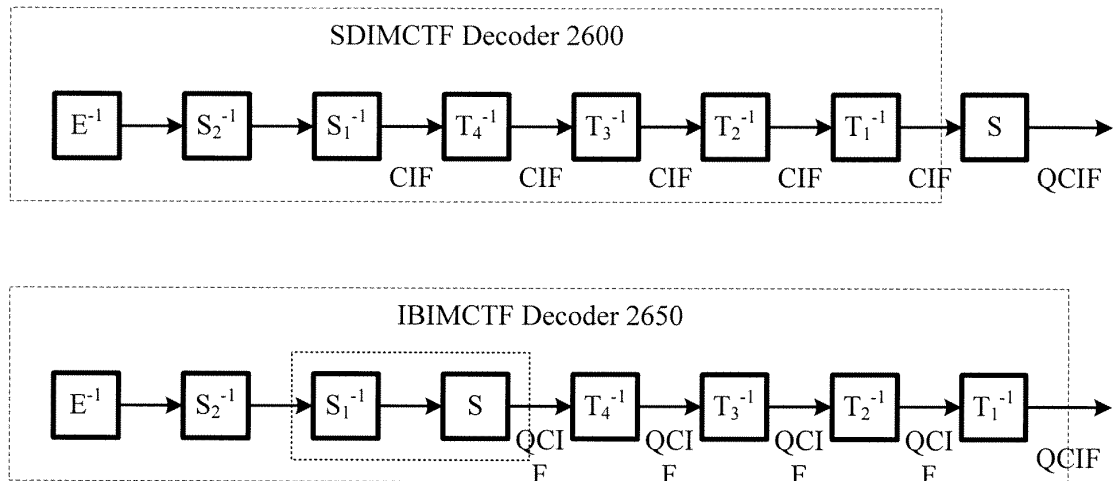 SDIMCTF Decoder 2600
E⁻¹ S₂⁻¹ S₁⁻¹ T₄⁻¹ T₃⁻¹ T₂⁻¹ T₁⁻¹ S
CIF CIF CIF CIF CIF QCIF
IBIMCTF Decoder 2650
E⁻¹ S₂⁻¹ S₁⁻¹ S T₄⁻¹ T₃⁻¹ T₂⁻¹ T₁⁻¹
QCI QCI QCI QCI QCIF
F F F F